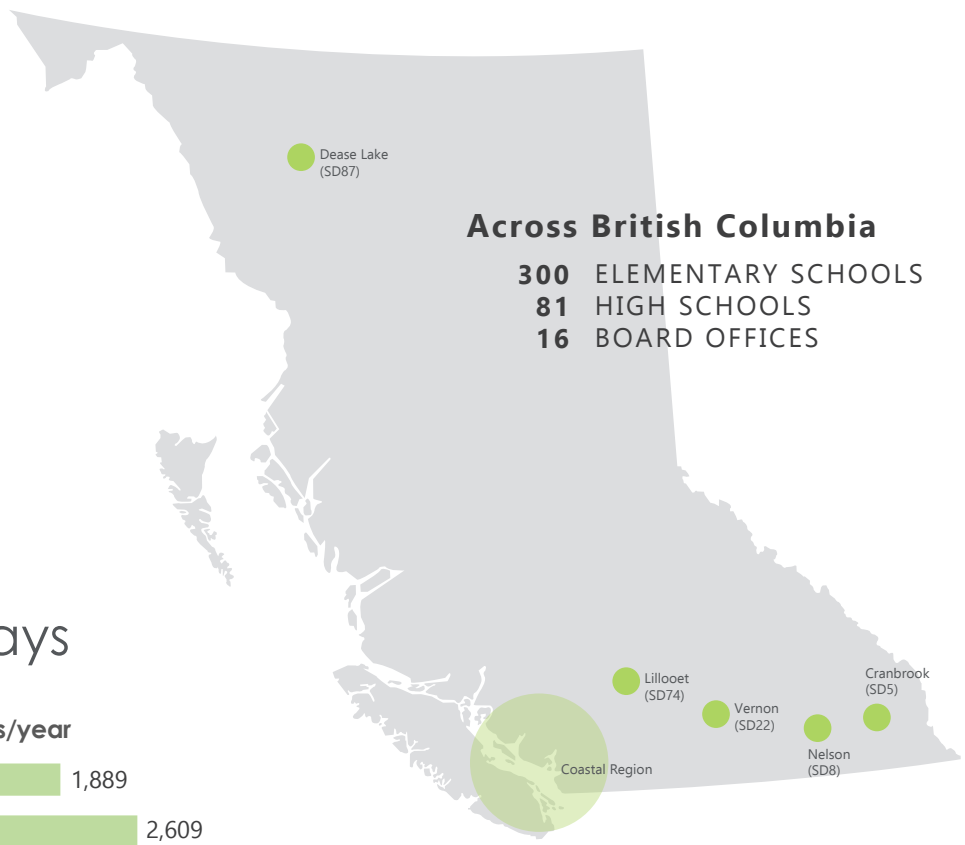 Dease Lake
(SD87)
Across British Columbia
300 ELEMENTARY SCHOOLS
81 HIGH SCHOOLS
16 BOARD OFFICES
ays
s/year
1,889
2,609
Lillooet
(SD74)
Vernon
(SD22)
Cranbrook
(SD5)
Nelson
(SD8)
Coastal Region